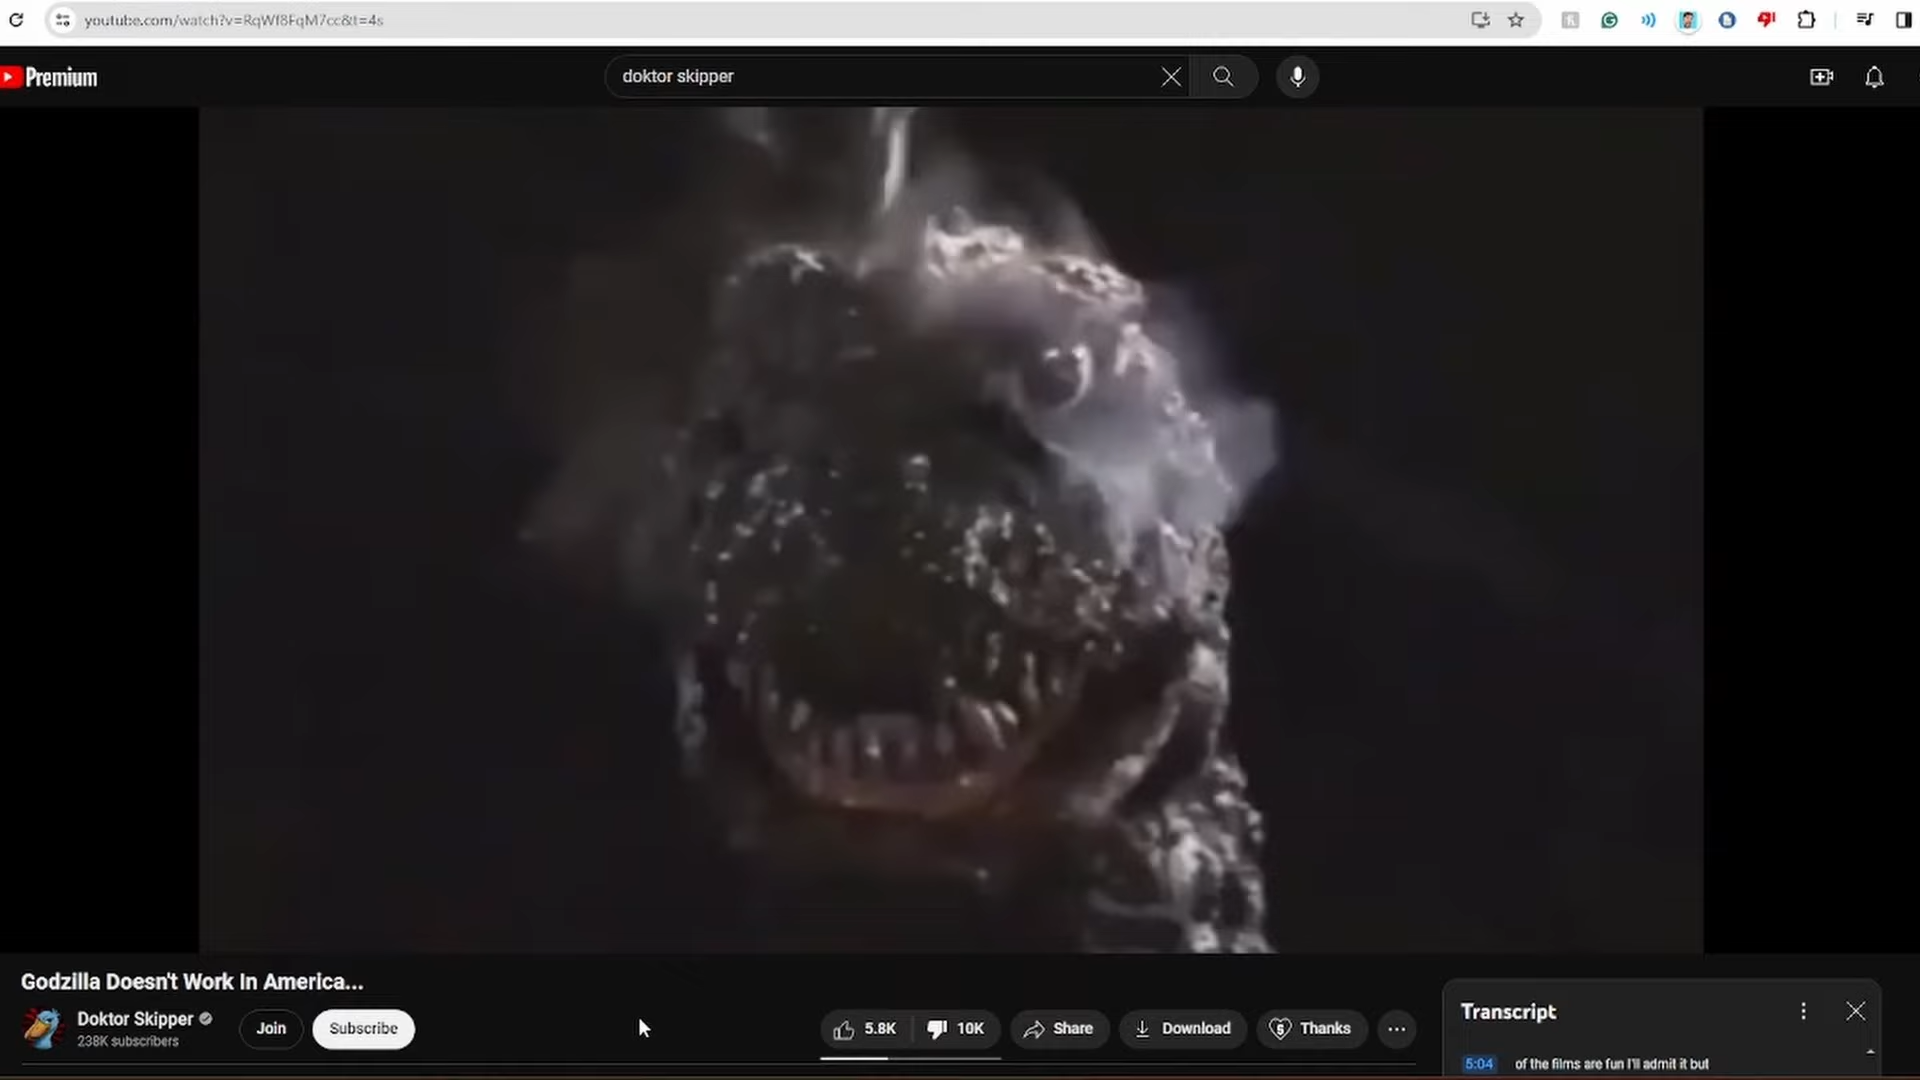 youtube.com/watch?v=RqWf8FqM7cc&t=4s
Premium
doktor skipper
Godzilla Doesn't Work In America...
Doktor Skipper
238K subscribers
Join
Subscribe
5.8K
10K
Share
Download
Thanks
Transcript
5:04 of the films are fun I'll admit it but